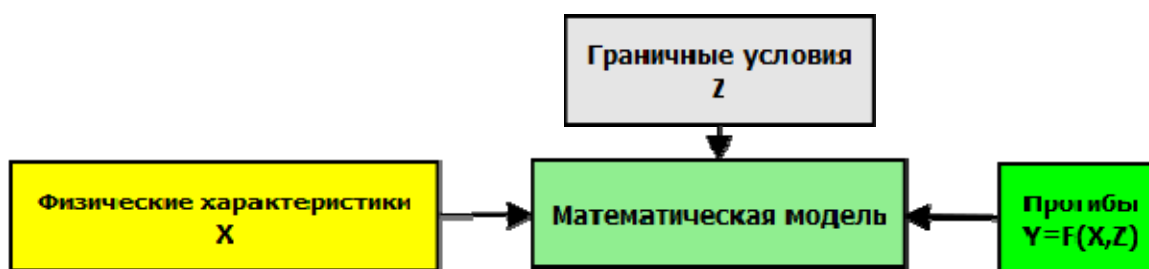 Граничные условия
Z
Физические характеристики
X
Математическая модель
Прогибы
Y=F(X,Z)